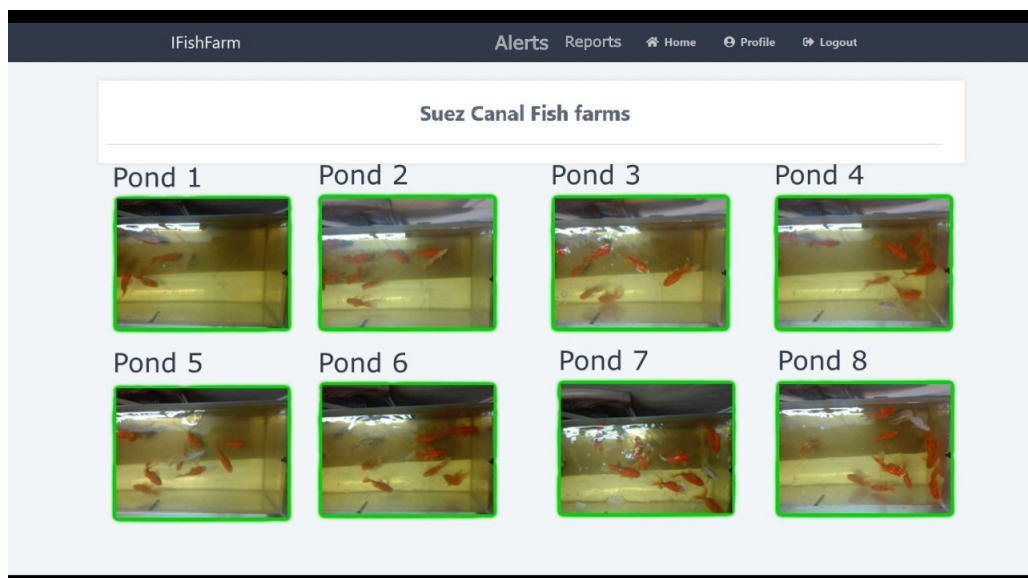 IFishFarm Alerts Reports Home Profile Logout
Suez Canal Fish farms
Pond 1 Pond 2 Pond 3 Pond 4
Pond 5 Pond 6 Pond 7 Pond 8